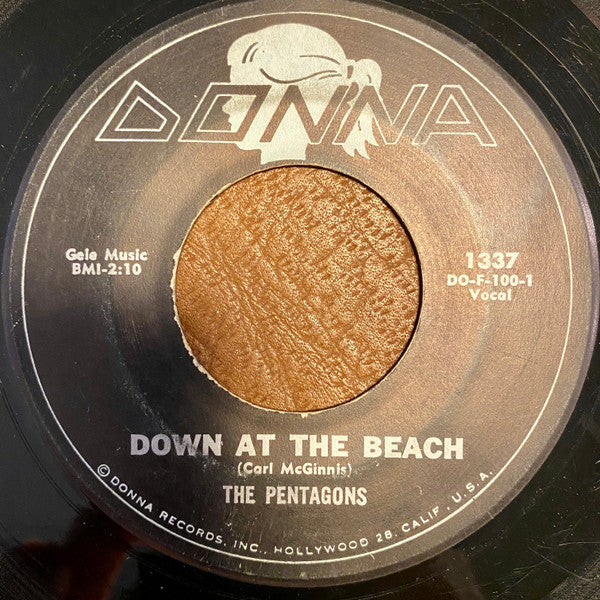 DONNA
Gele Music
BMI-2:10
1337
DO-F-100-1
Vocal
DOWN AT THE BEACH
(Carl McGinnis)
THE PENTAGONS
© DONNA RECORDS, INC., HOLLYWOOD 28, CALIF., U.S.A.